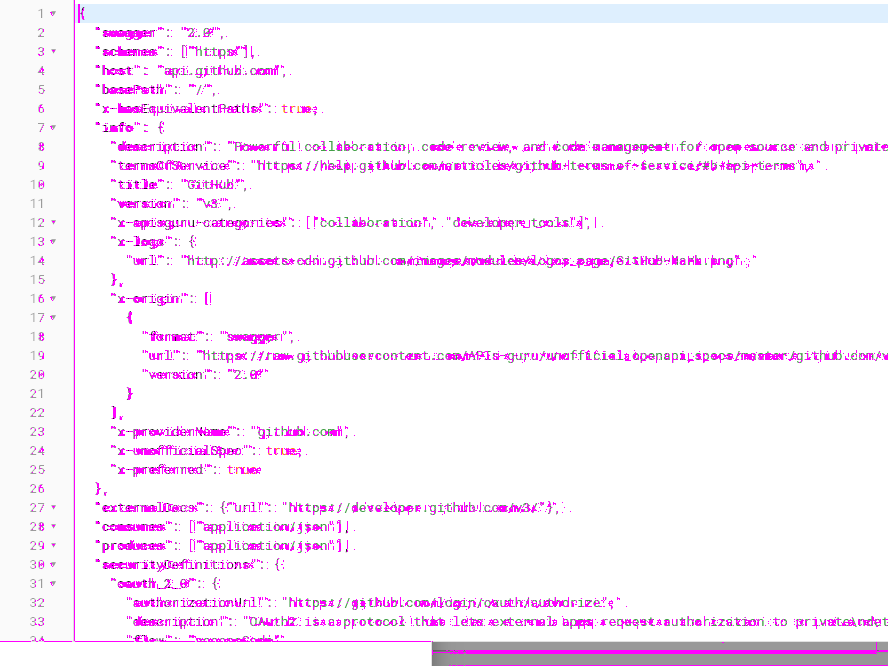 1 {
2 "swagger": "2.0",
3 "schemes": ["https"],
4 "host": "api.github.com",
5 "basePath": "/",
6 "x-hasEquivalentPaths": true,
7 "info": {
8 "description": "Powerful collaboration, code review, and code management for open source and private
9 "termsOfService": "https://help.github.com/articles/github-terms-of-service/#b-api-terms",
10 "title": "GitHub",
11 "version": "v3",
12 "x-apisguru-categories": ["collaboration", "developer_tools"],
13 "x-logo": {
14 "url": "http://assets-cdn.github.com/images/modules/logos_page/GitHub-Mark.png"
15 },
16 "x-origin": [
17 {
18 "format": "swagger",
19 "url": "https://raw.githubusercontent.com/APIs-guru/unofficial_openapi_specs/master/github.com/v
20 "version": "2.0"
21 }
22 ],
23 "x-providerName": "github.com",
24 "x-unofficialSpec": true,
25 "x-preferred": true
26 },
27 "externalDocs": {"url": "https://developer.github.com/v3/"},
28 "consumes": ["application/json"],
29 "produces": ["application/json"],
30 "securityDefinitions": {
31 "oauth_2_0": {
32 "authorizationUrl": "https://github.com/login/oauth/authorize",
33 "description": "OAuth2 is a protocol that lets external apps request authorization to private
34